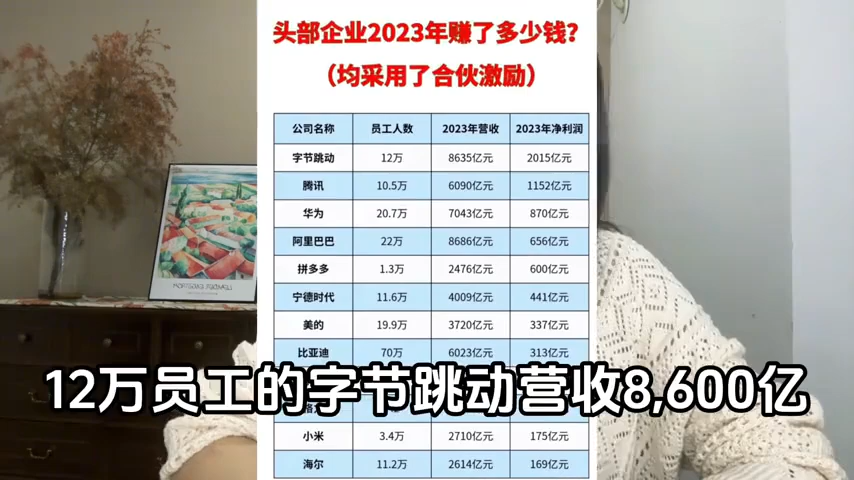 头部企业2023年赚了多少钱？
（均采用了合伙激励）
公司名称 员工人数 2023年营收 2023年净利润
字节跳动 12万 8635亿元 2015亿元
腾讯 10.5万 6090亿元 1152亿元
华为 20.7万 7043亿元 870亿元
阿里巴巴 22万 8686亿元 656亿元
拼多多 1.3万 2476亿元 600亿元
宁德时代 11.6万 4009亿元 441亿元
美的 19.9万 3720亿元 337亿元
比亚迪 70万 6023亿元 313亿元
12万员工的字节跳动营收8,600亿
小米 3.4万 2710亿元 175亿元
海尔 11.2万 2614亿元 169亿元